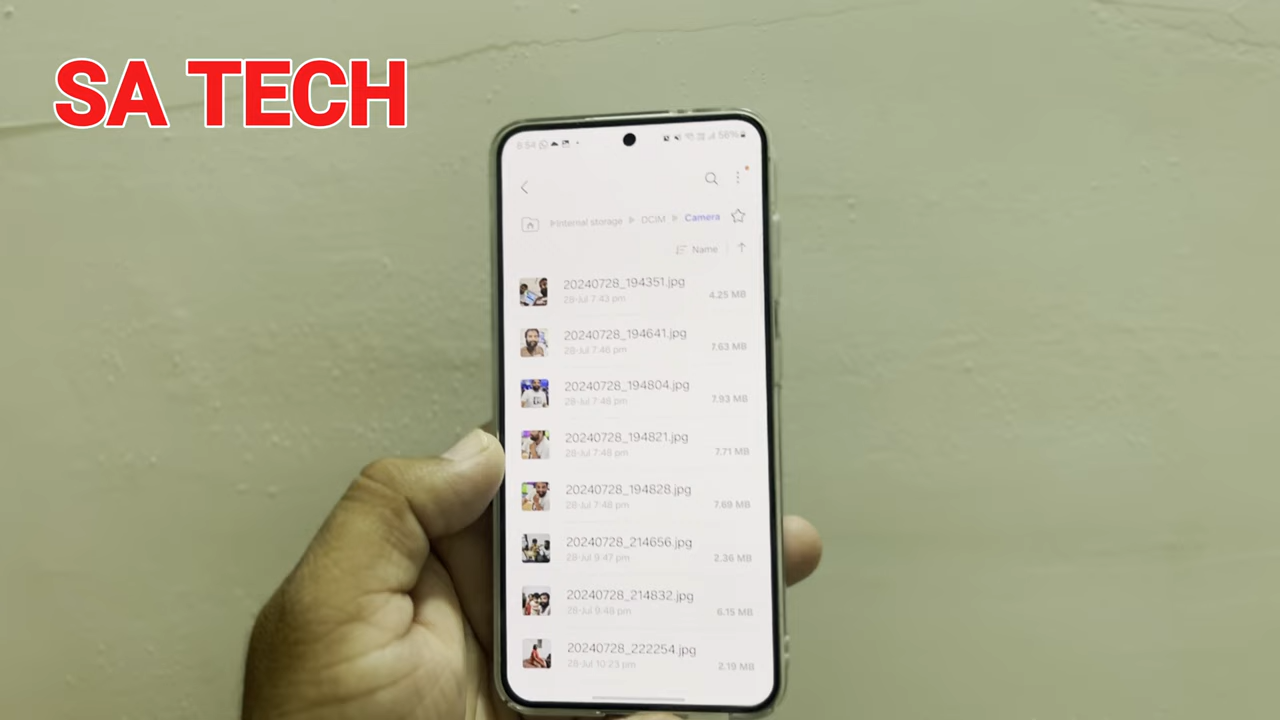 SA TECH
6:54
56%
Internal storage DCIM Camera
Name
20240728_194351.jpg
28-Jul 7:43 pm
4.25 MB
20240728_194641.jpg
28-Jul 7:46 pm
7.63 MB
20240728_194804.jpg
28-Jul 7:48 pm
7.93 MB
20240728_194821.jpg
28-Jul 7:48 pm
7.71 MB
20240728_194828.jpg
28-Jul 7:48 pm
7.69 MB
20240728_214656.jpg
28-Jul 9:47 pm
2.36 MB
20240728_214832.jpg
28-Jul 9:48 pm
6.15 MB
20240728_222254.jpg
28-Jul 10:23 pm
2.19 MB